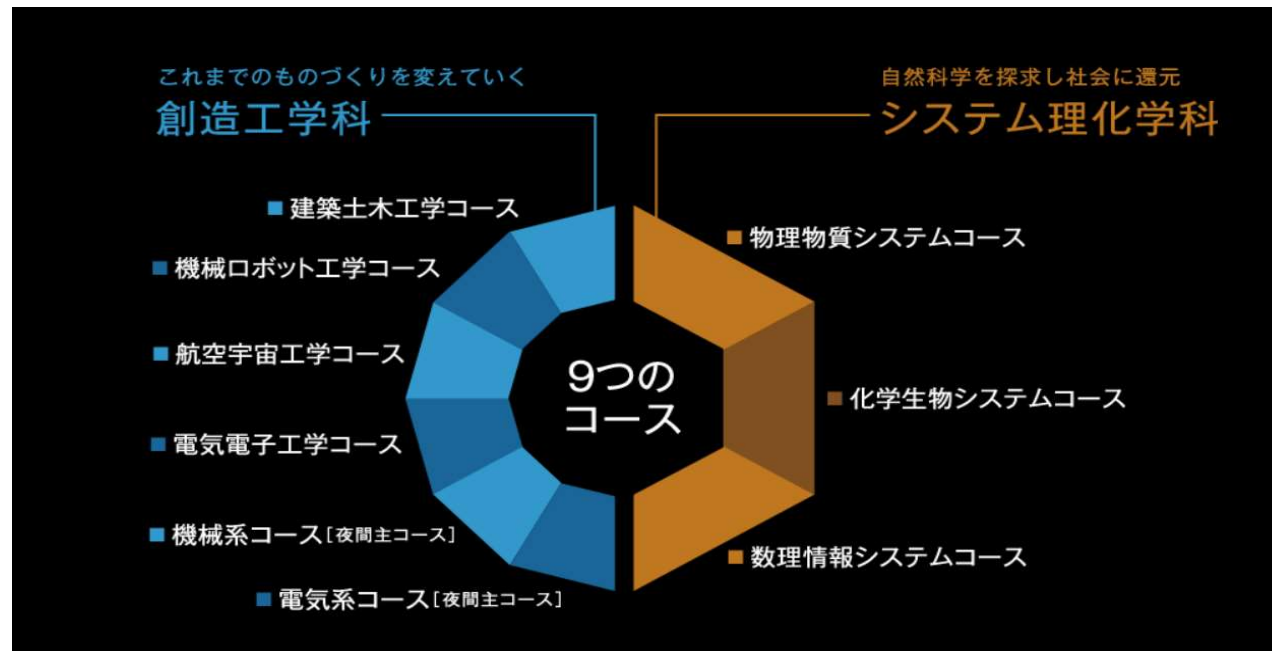 これまでのものづくりを変えていく
創造工学科
建築土木工学コース
機械ロボット工学コース
航空宇宙工学コース
電気電子工学コース
機械系コース[夜間主コース]
電気系コース[夜間主コース]
9つの
コース
自然科学を探求し社会に還元
システム理化学科
物理物質システムコース
化学生物システムコース
数理情報システムコース